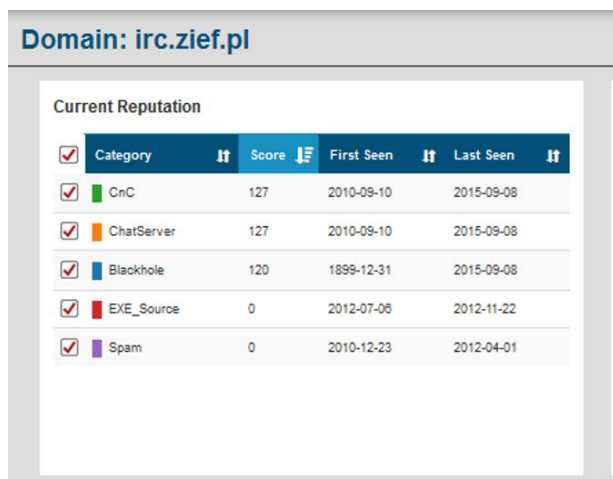 Domain: irc.zief.pl
Current Reputation
Category Score First Seen Last Seen
CnC 127 2010-09-10 2015-09-08
ChatServer 127 2010-09-10 2015-09-08
Blackhole 120 1899-12-31 2015-09-08
EXE_Source 0 2012-07-06 2012-11-22
Spam 0 2010-12-23 2012-04-01